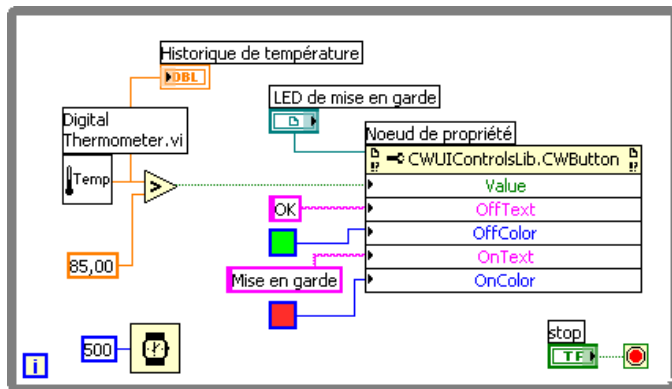 Historique de température
DBL
LED de mise en garde
Digital
Thermometer.vi
Noeud de propriété
CWUIControlsLib.CWButton
Temp
>
Value
OK
OffText
OffColor
85,00
OnText
Mise en garde
OnColor
500
stop
TF
i